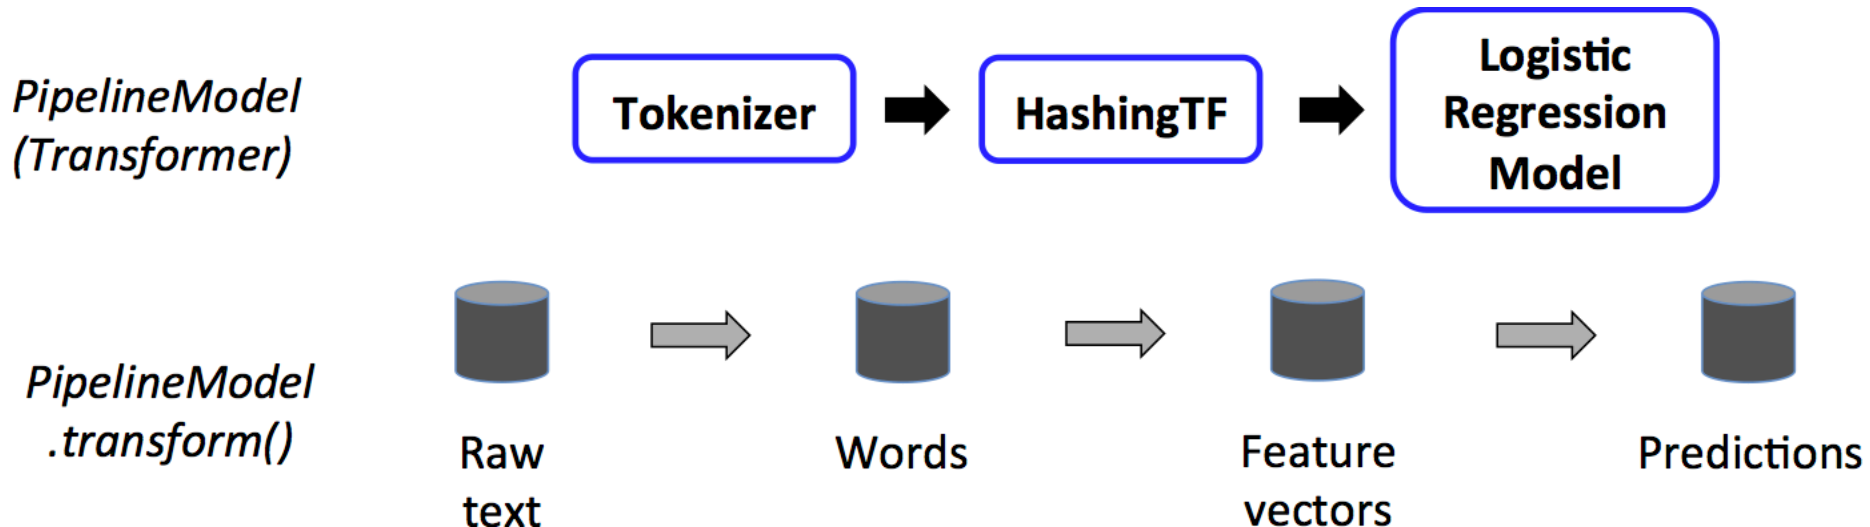 PipelineModel
(Transformer)
Tokenizer
HashingTF
Logistic
Regression
Model
PipelineModel
.transform()
Raw
text
Words
Feature
vectors
Predictions